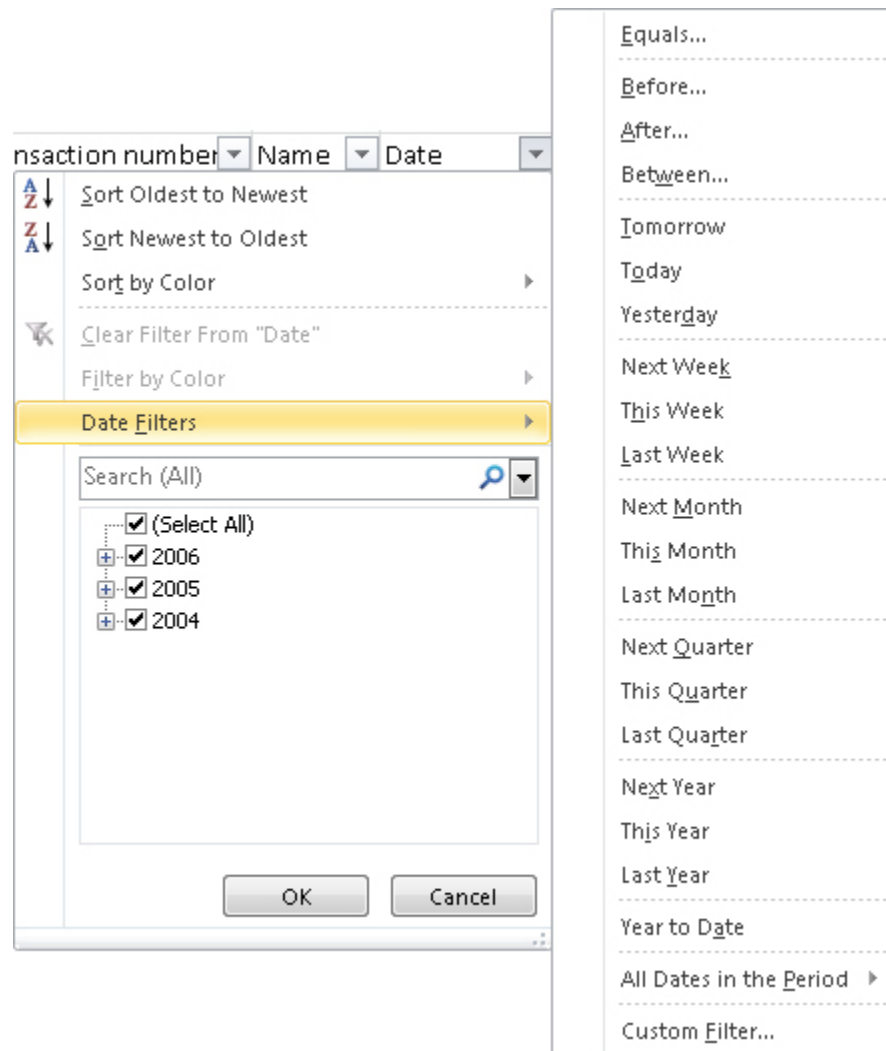 nsaction number Name Date
Sort Oldest to Newest
Sort Newest to Oldest
Sort by Color
Clear Filter From "Date"
Filter by Color
Date Filters
Search (All)
(Select All)
2006
2005
2004
OK Cancel
Equals...
Before...
After...
Between...
Tomorrow
Today
Yesterday
Next Week
This Week
Last Week
Next Month
This Month
Last Month
Next Quarter
This Quarter
Last Quarter
Next Year
This Year
Last Year
Year to Date
All Dates in the Period
Custom Filter...